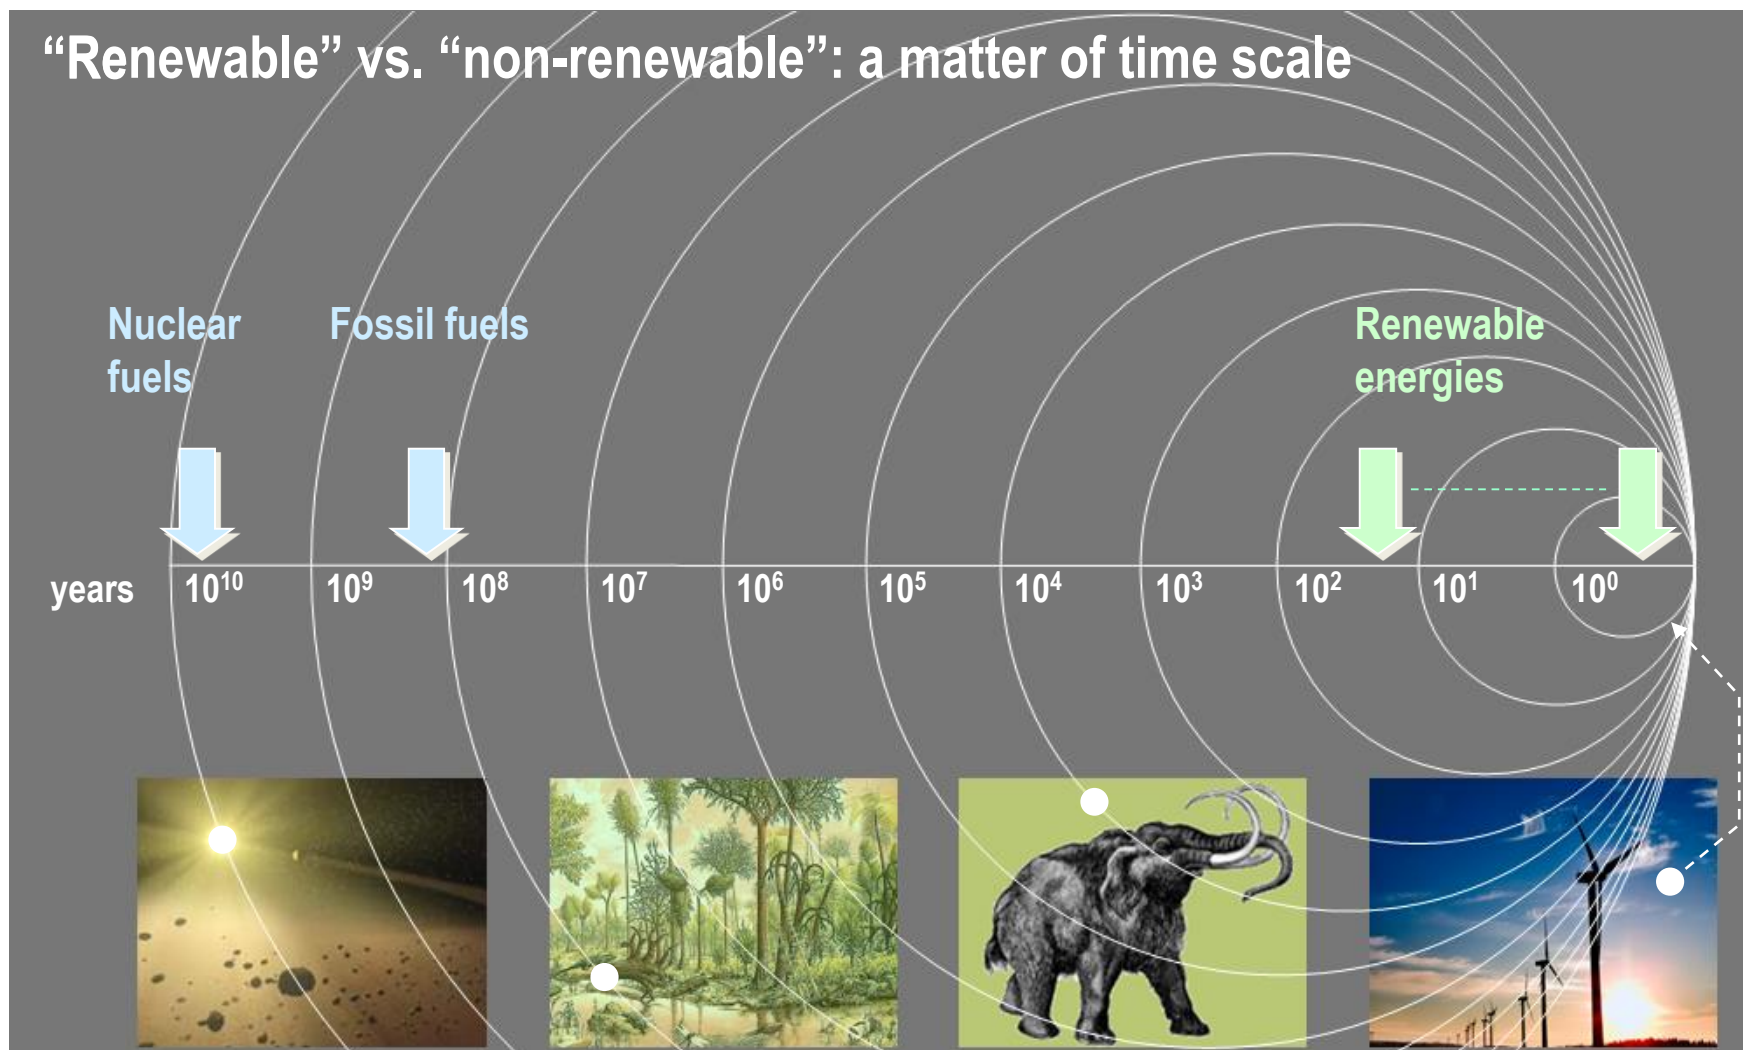 “Renewable” vs. “non-renewable”: a matter of time scale
Nuclear
fuels
Fossil fuels
Renewable
energies
years 10¹⁰ 10⁹ 10⁸ 10⁷ 10⁶ 10⁵ 10⁴ 10³ 10² 10¹ 10⁰